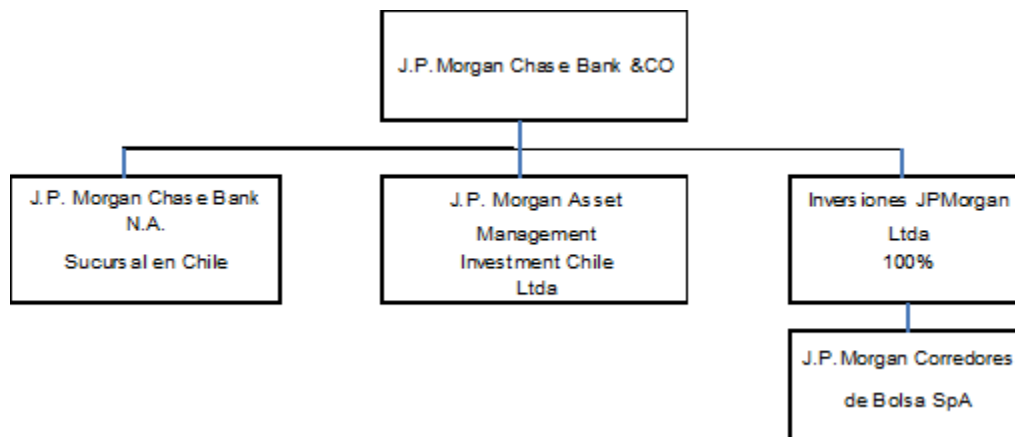 J.P. Morgan Chase Bank &CO
J.P. Morgan Chase Bank
N.A.
Sucursal en Chile
J.P. Morgan Asset
Management
Investment Chile
Ltda
Inversiones JPMorgan
Ltda
100%
J.P. Morgan Corredores
de Bolsa SpA